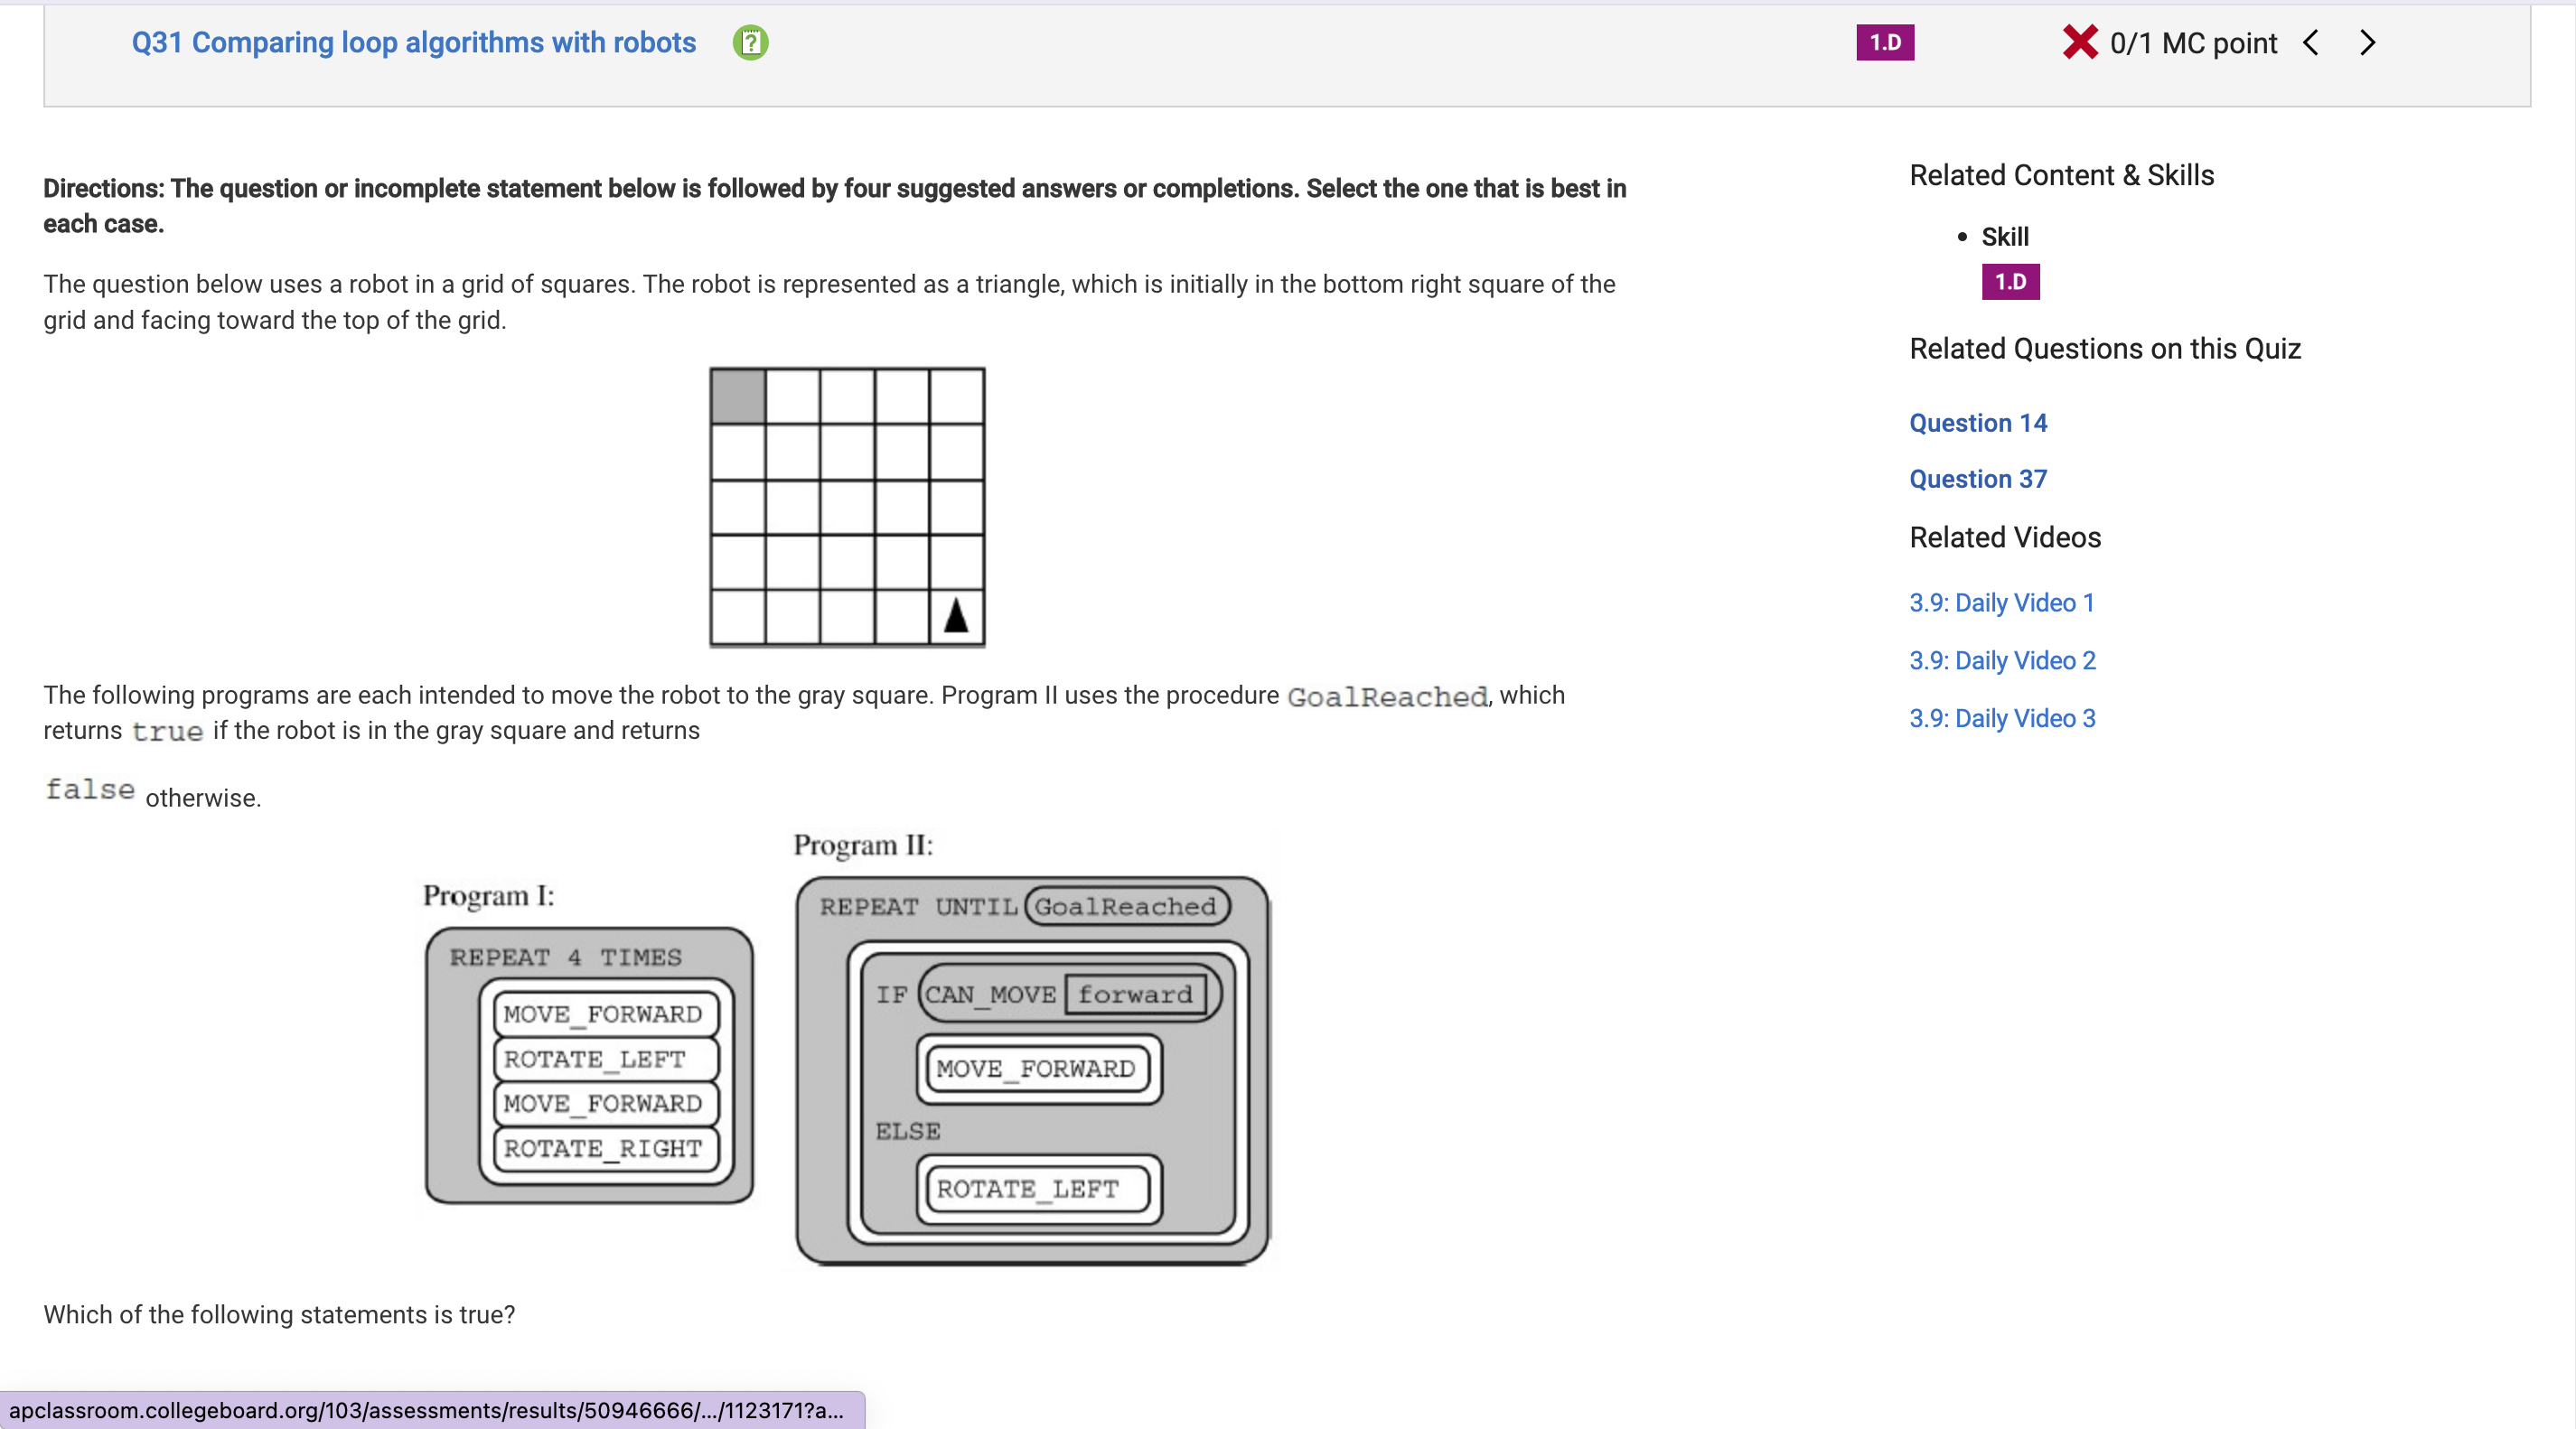 Q31 Comparing loop algorithms with robots
1.D
0/1 MC point
Directions: The question or incomplete statement below is followed by four suggested answers or completions. Select the one that is best in
each case.
The question below uses a robot in a grid of squares. The robot is represented as a triangle, which is initially in the bottom right square of the
grid and facing toward the top of the grid.
The following programs are each intended to move the robot to the gray square. Program II uses the procedure GoalReached, which
returns true if the robot is in the gray square and returns
false otherwise.
Program I:
REPEAT 4 TIMES
MOVE_FORWARD
ROTATE_LEFT
MOVE_FORWARD
ROTATE_RIGHT
Program II:
REPEAT UNTIL GoalReached
IF CAN_MOVE forward
MOVE_FORWARD
ELSE
ROTATE_LEFT
Which of the following statements is true?
Related Content & Skills
• Skill
1.D
Related Questions on this Quiz
Question 14
Question 37
Related Videos
3.9: Daily Video 1
3.9: Daily Video 2
3.9: Daily Video 3
apclassroom.collegeboard.org/103/assessments/results/50946666/.../1123171?a...